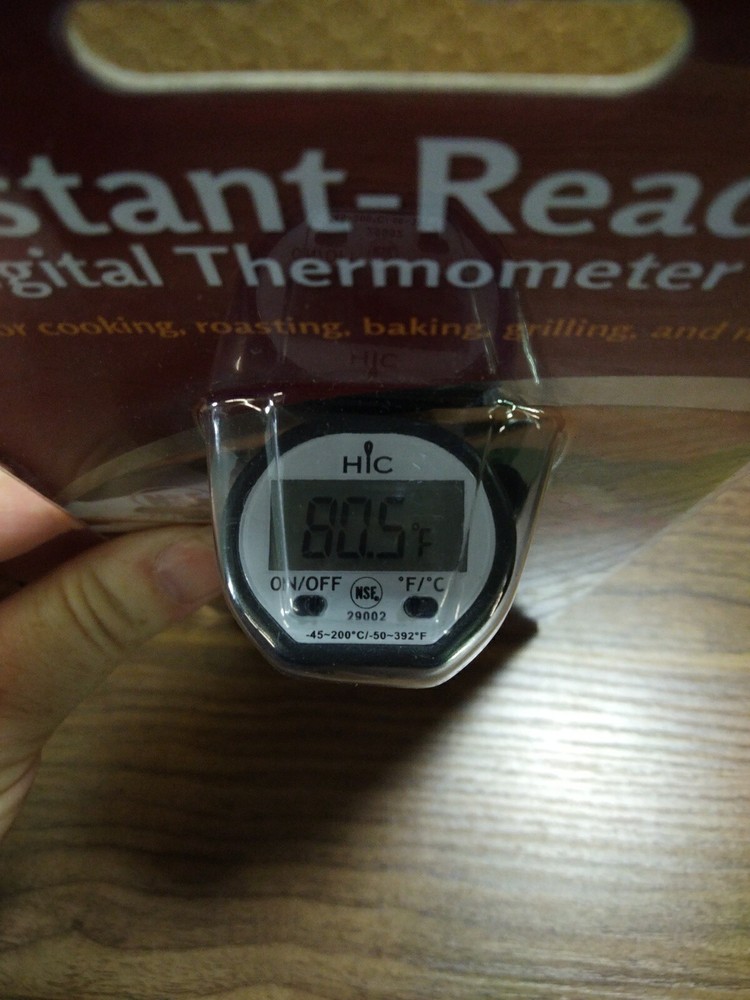 stant-Read
gital Thermometer
or cooking, roasting, baking, grilling, and
HIC
80.5°F
ON/OFF NSF® °F/°C
29002
-45~200°C/-50~392°F